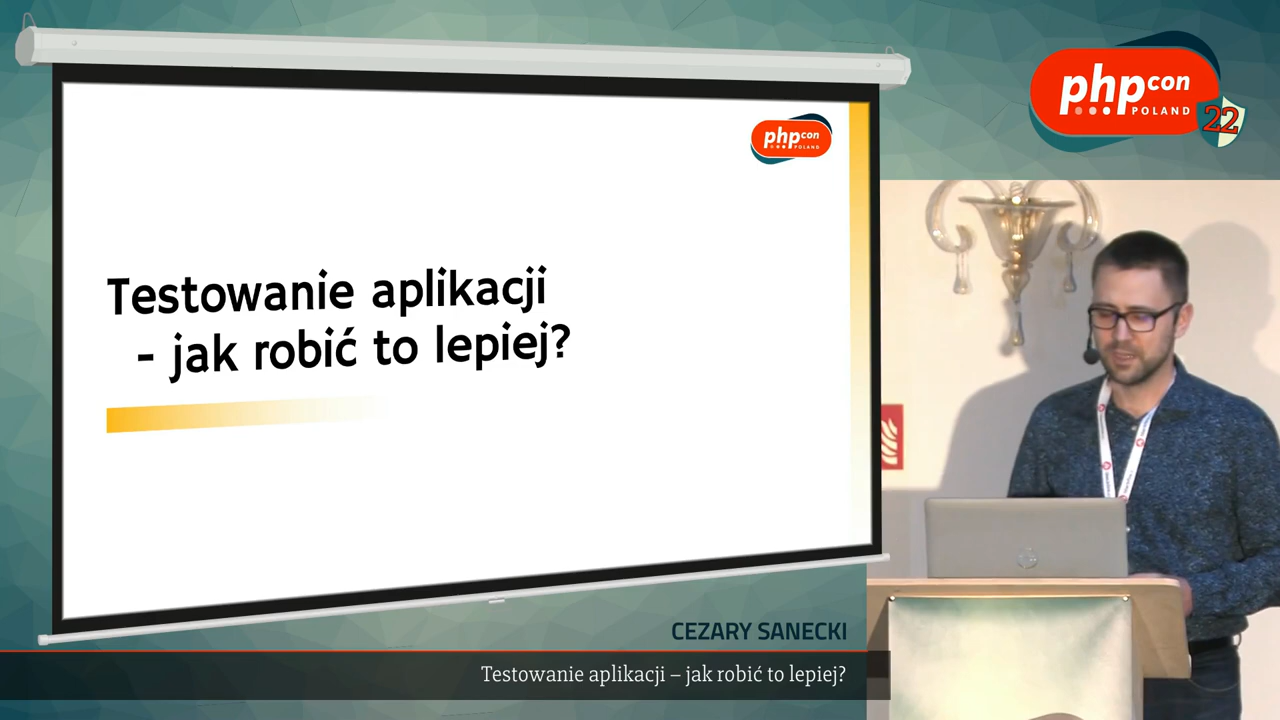 php con
POLAND
22
php con
POLAND
Testowanie aplikacji
- jak robić to lepiej?
CEZARY SANECKI
Testowanie aplikacji – jak robić to lepiej?